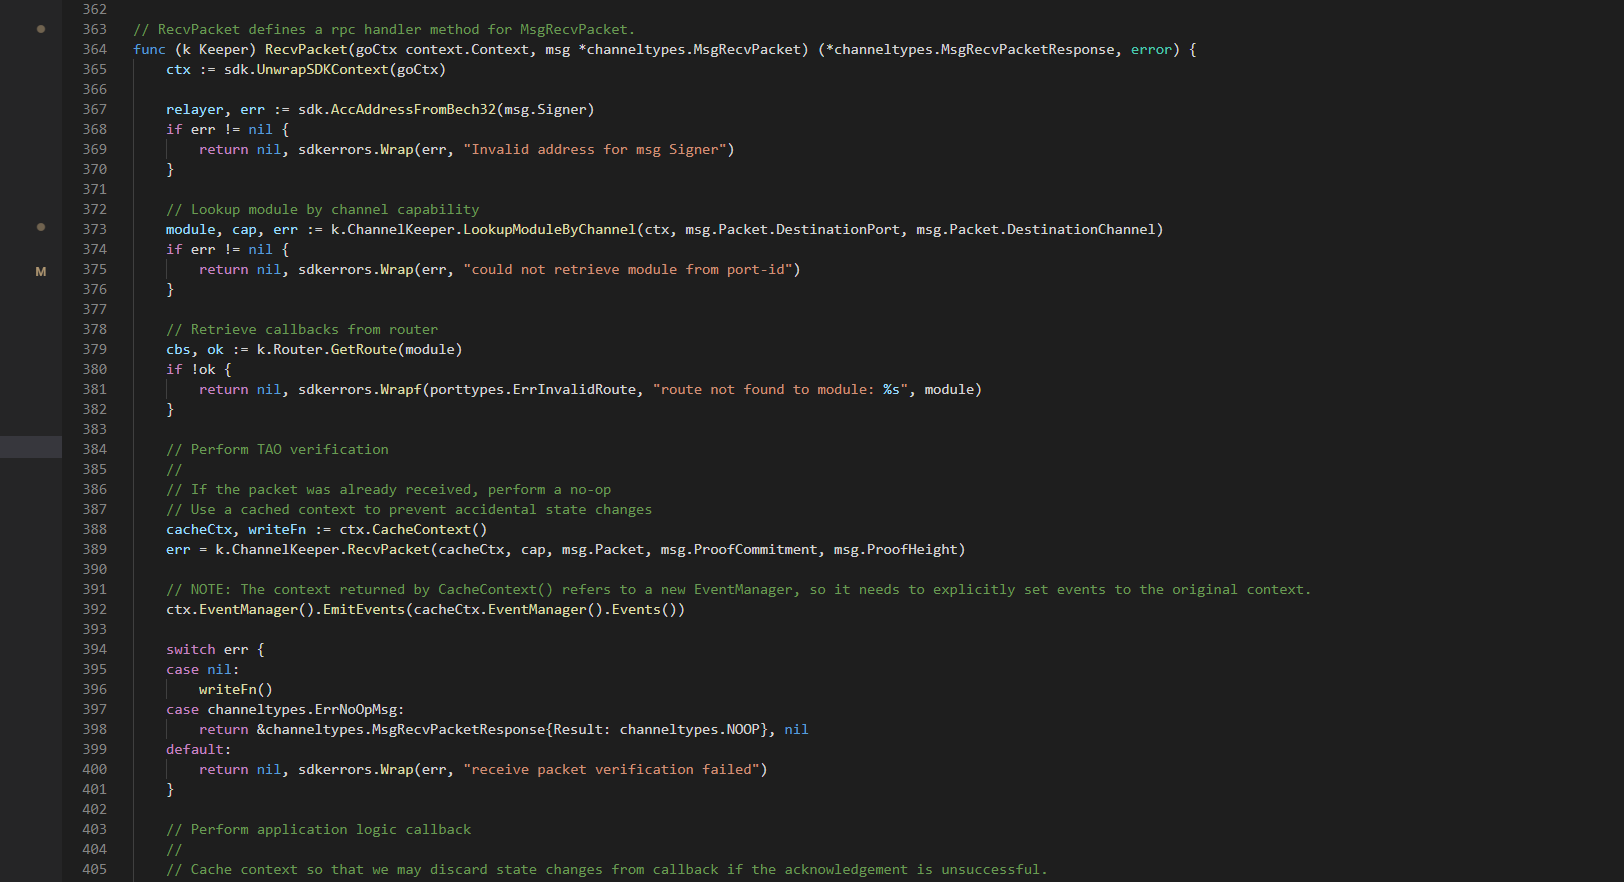 362
363 // RecvPacket defines a rpc handler method for MsgRecvPacket.
364 func (k Keeper) RecvPacket(goCtx context.Context, msg *channeltypes.MsgRecvPacket) (*channeltypes.MsgRecvPacketResponse, error) {
365     ctx := sdk.UnwrapSDKContext(goCtx)
366
367     relayer, err := sdk.AccAddressFromBech32(msg.Signer)
368     if err != nil {
369         return nil, sdkerrors.Wrap(err, "Invalid address for msg Signer")
370     }
371
372     // Lookup module by channel capability
373     module, cap, err := k.ChannelKeeper.LookupModuleByChannel(ctx, msg.Packet.DestinationPort, msg.Packet.DestinationChannel)
374     if err != nil {
M 375         return nil, sdkerrors.Wrap(err, "could not retrieve module from port-id")
376     }
377
378     // Retrieve callbacks from router
379     cbs, ok := k.Router.GetRoute(module)
380     if !ok {
381         return nil, sdkerrors.Wrapf(porttypes.ErrInvalidRoute, "route not found to module: %s", module)
382     }
383
384     // Perform TAO verification
385     //
386     // If the packet was already received, perform a no-op
387     // Use a cached context to prevent accidental state changes
388     cacheCtx, writeFn := ctx.CacheContext()
389     err = k.ChannelKeeper.RecvPacket(cacheCtx, cap, msg.Packet, msg.ProofCommitment, msg.ProofHeight)
390
391     // NOTE: The context returned by CacheContext() refers to a new EventManager, so it needs to explicitly set events to the original context.
392     ctx.EventManager().EmitEvents(cacheCtx.EventManager().Events())
393
394     switch err {
395     case nil:
396         writeFn()
397     case channeltypes.ErrNoOpMsg:
398         return &channeltypes.MsgRecvPacketResponse{Result: channeltypes.NOOP}, nil
399     default:
400         return nil, sdkerrors.Wrap(err, "receive packet verification failed")
401     }
402
403     // Perform application logic callback
404     //
405     // Cache context so that we may discard state changes from callback if the acknowledgement is unsuccessful.